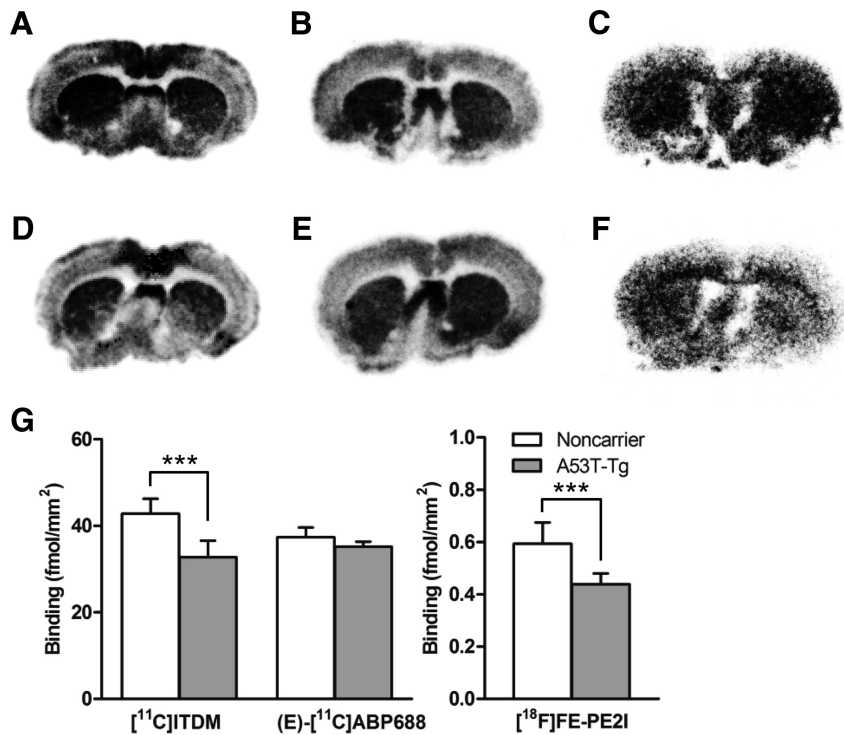 A B C
D E F
G
60
40
20
0
Binding (fmol/mm²)
***
[¹¹C]ITDM
(E)-[¹¹C]ABP688
1.0
0.8
0.6
0.4
0.2
0.0
Binding (fmol/mm²)
Noncarrier
A53T-Tg
***
[¹⁸F]FE-PE2I